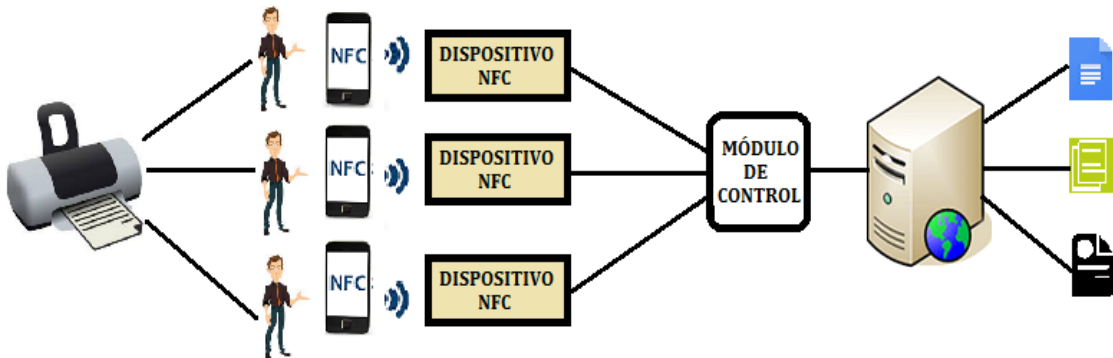 NFC
DISPOSITIVO
NFC
NFC
DISPOSITIVO
NFC
NFC
DISPOSITIVO
NFC
MÓDULO
DE
CONTROL